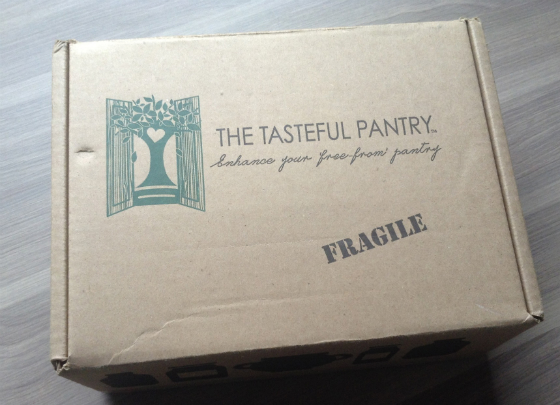 THE TASTEFUL PANTRY™
Enhance your 'free-from' pantry
FRAGILE